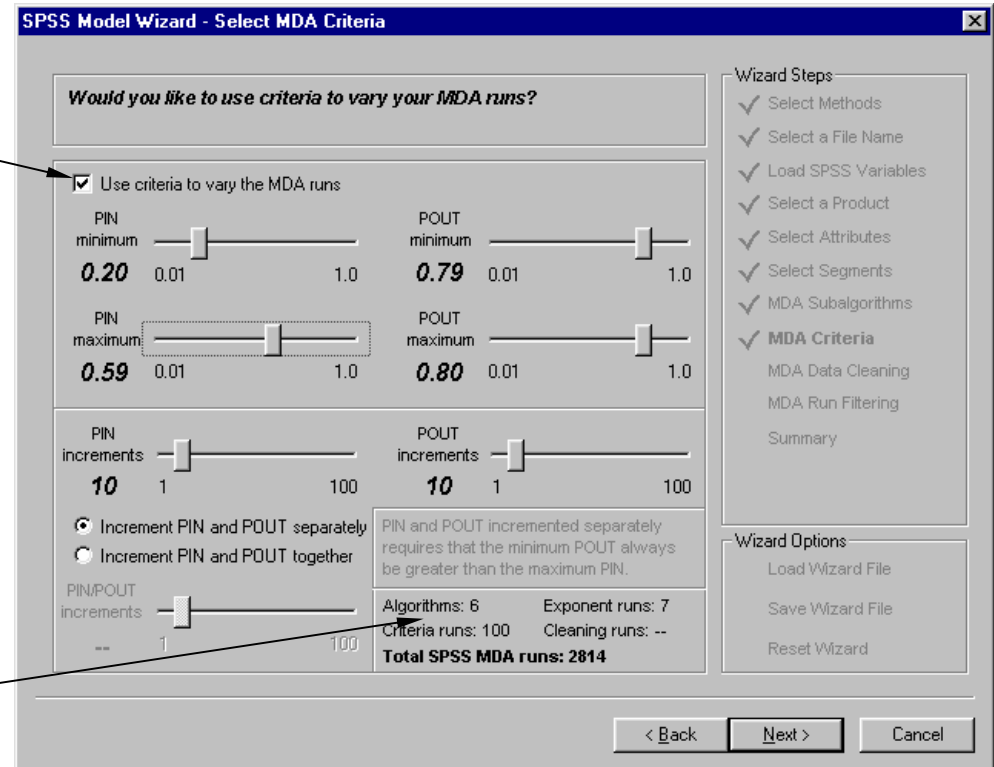 SPSS Model Wizard - Select MDA Criteria
Would you like to use criteria to vary your MDA runs?
Use criteria to vary the MDA runs
PIN minimum
0.20 0.01 1.0
POUT minimum
0.79 0.01 1.0
PIN maximum
0.59 0.01 1.0
POUT maximum
0.80 0.01 1.0
PIN increments
10 1 100
POUT increments
10 1 100
Increment PIN and POUT separately
Increment PIN and POUT together
PIN/POUT increments
-- 1 100
PIN and POUT incremented separately
requires that the minimum POUT always
be greater than the maximum PIN.
Algorithms: 6 Exponent runs: 7
Criteria runs: 100 Cleaning runs: --
Total SPSS MDA runs: 2814
Wizard Steps
Select Methods
Select a File Name
Load SPSS Variables
Select a Product
Select Attributes
Select Segments
MDA Subalgorithms
MDA Criteria
MDA Data Cleaning
MDA Run Filtering
Summary
Wizard Options
Load Wizard File
Save Wizard File
Reset Wizard
< Back Next > Cancel